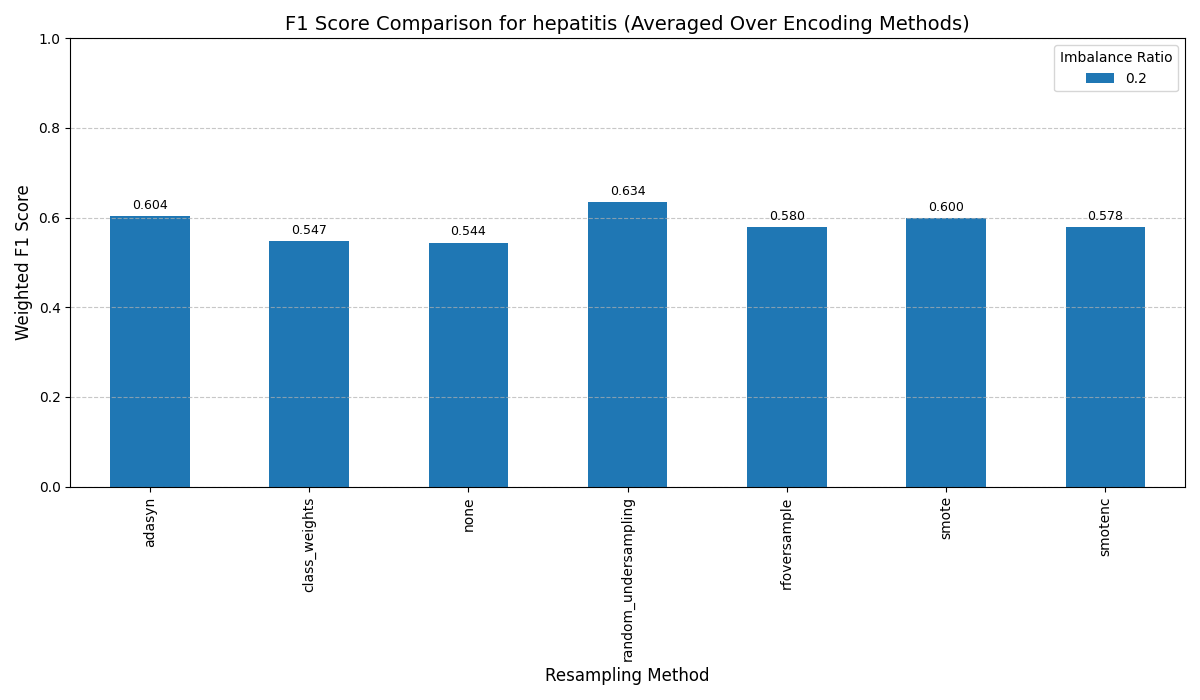 F1 Score Comparison for hepatitis (Averaged Over Encoding Methods)
Weighted F1 Score
1.0
0.8
0.6
0.4
0.2
0.0
Imbalance Ratio
0.2
0.604
0.547
0.544
0.634
0.580
0.600
0.578
adasyn
class_weights
none
random_undersampling
rfoversample
smote
smotenc
Resampling Method